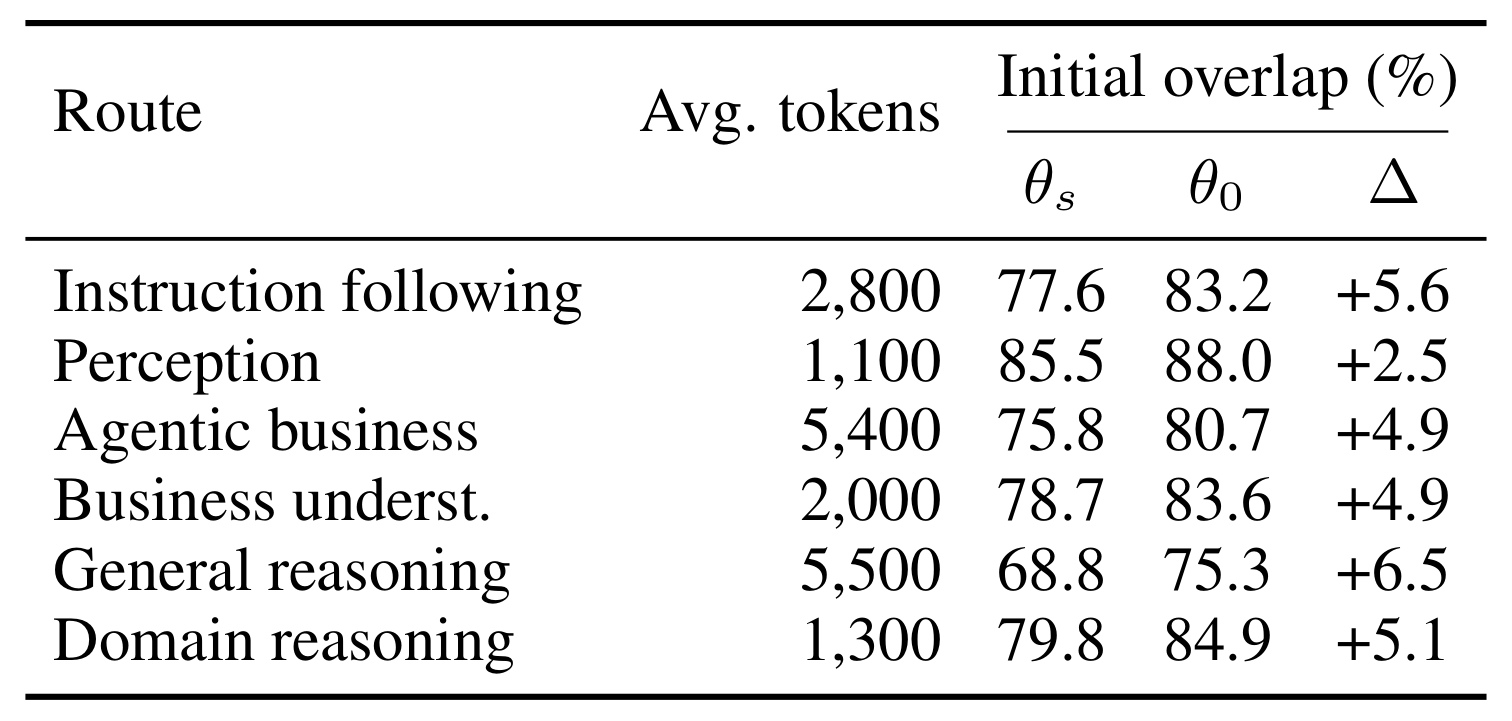 Route Avg. tokens Initial overlap (%)
θs θ0 Δ
Instruction following 2,800 77.6 83.2 +5.6
Perception 1,100 85.5 88.0 +2.5
Agentic business 5,400 75.8 80.7 +4.9
Business underst. 2,000 78.7 83.6 +4.9
General reasoning 5,500 68.8 75.3 +6.5
Domain reasoning 1,300 79.8 84.9 +5.1